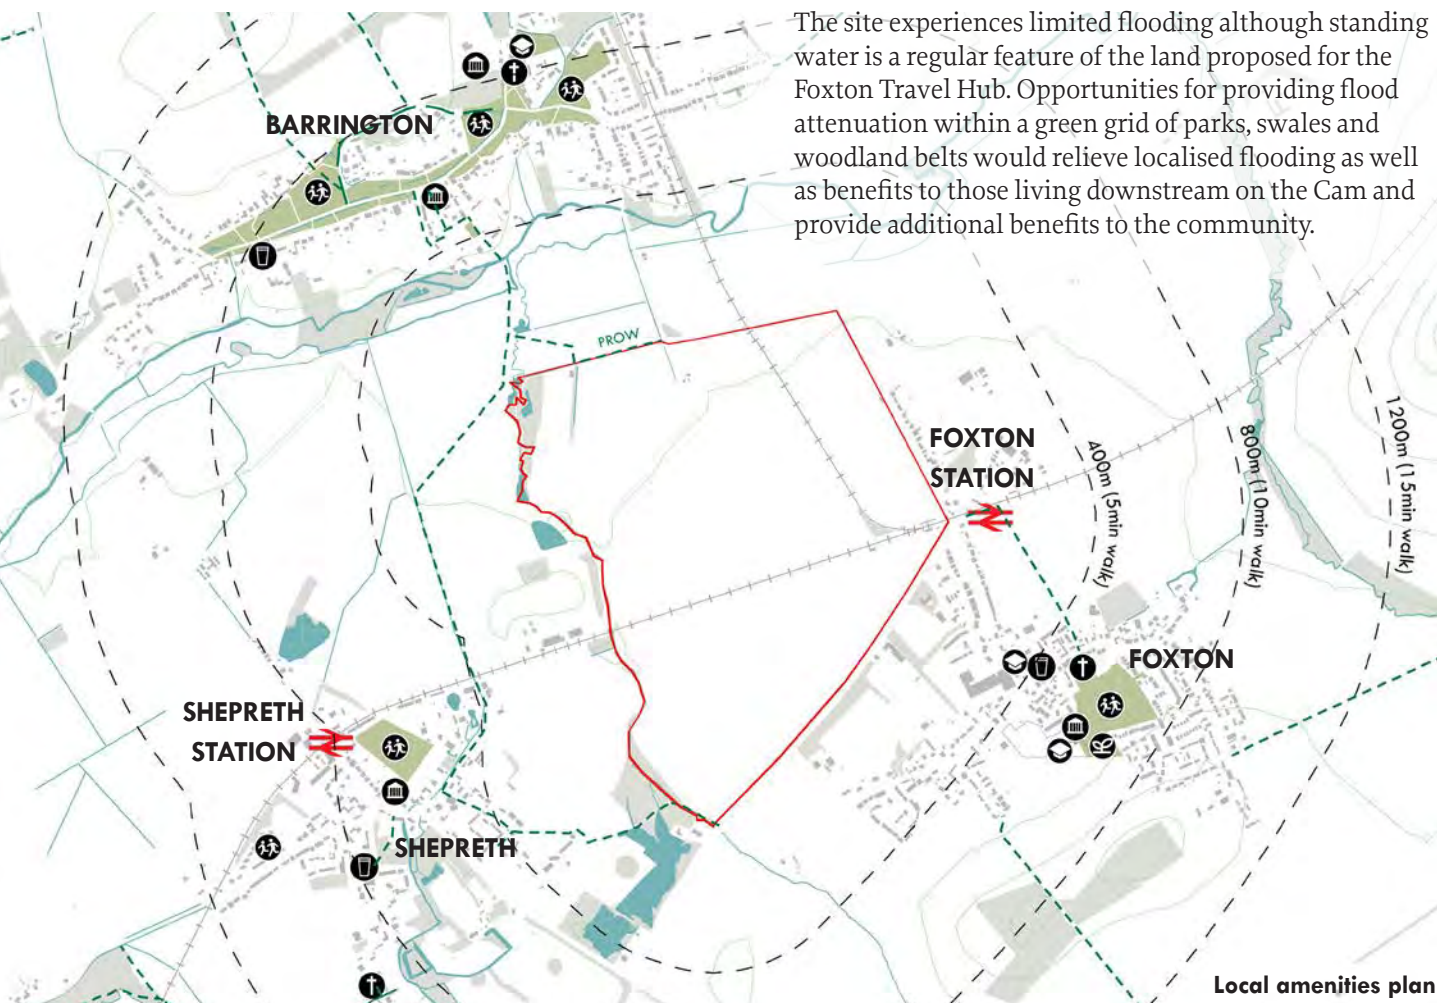 The site experiences limited flooding although standing
water is a regular feature of the land proposed for the
Foxton Travel Hub. Opportunities for providing flood
attenuation within a green grid of parks, swales and
woodland belts would relieve localised flooding as well
as benefits to those living downstream on the Cam and
provide additional benefits to the community.
BARRINGTON
PROW
FOXTON
STATION
400m (5min walk)
800m (10min walk)
1200m (15min walk)
FOXTON
SHEPRETH
STATION
SHEPRETH
Local amenities plan